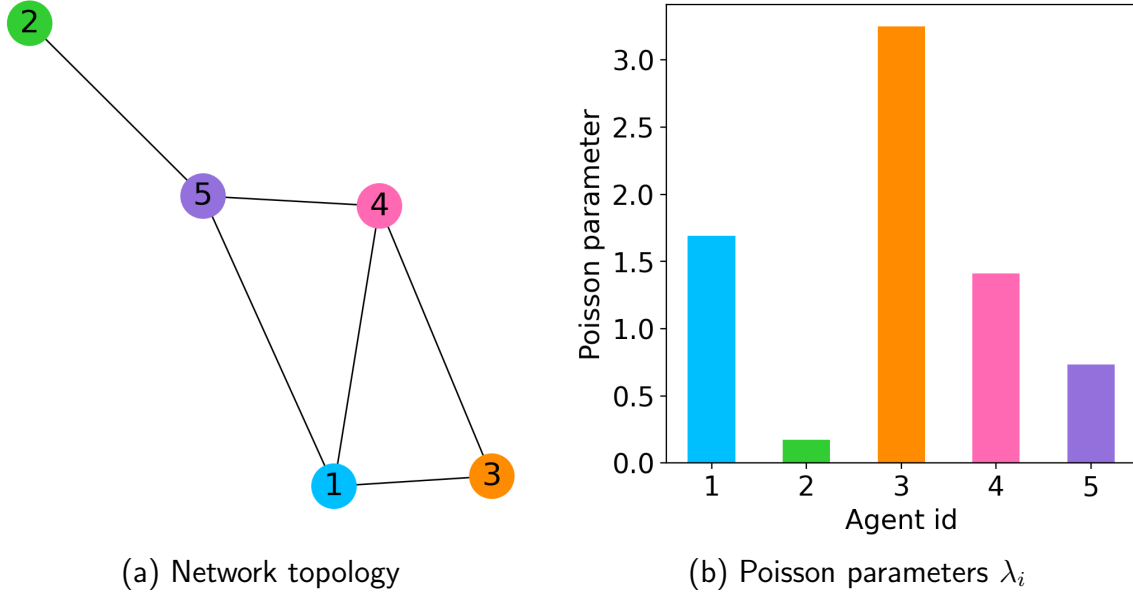 2
5
4
1
3
Poisson parameter
3.0
2.5
2.0
1.5
1.0
0.5
0.0
1 2 3 4 5
Agent id
(a) Network topology
(b) Poisson parameters λᵢ